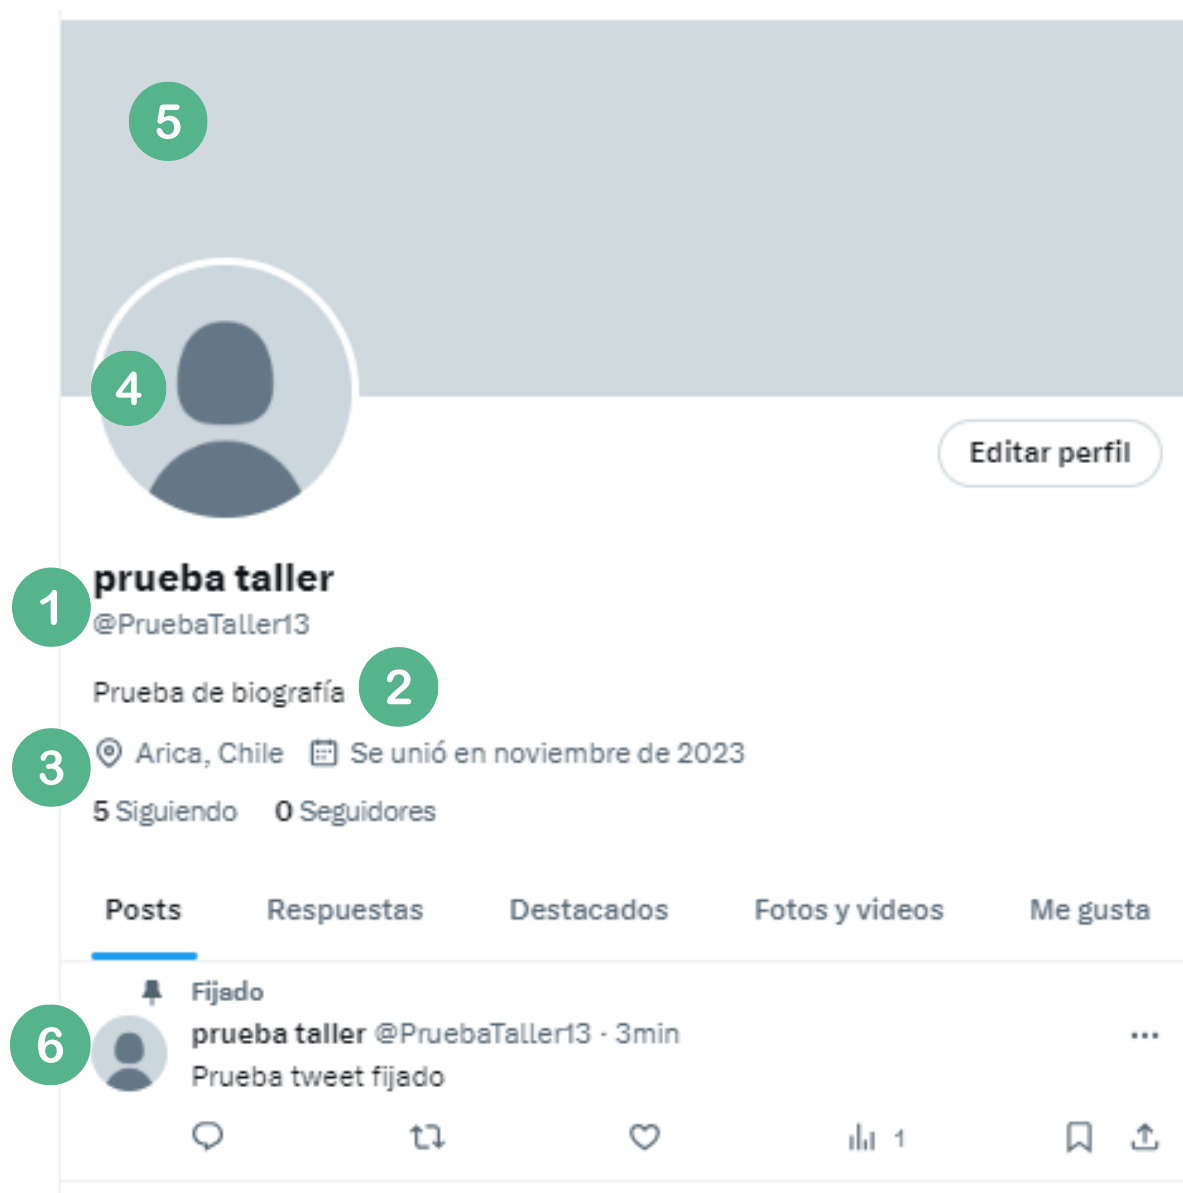 5
4
Editar perfil
1
prueba taller
@PruebaTaller13
Prueba de biografía
2
3
Arica, Chile Se unió en noviembre de 2023
5 Siguiendo 0 Seguidores
Posts Respuestas Destacados Fotos y videos Me gusta
Fijado
6
prueba taller @PruebaTaller13 · 3min
Prueba tweet fijado
1